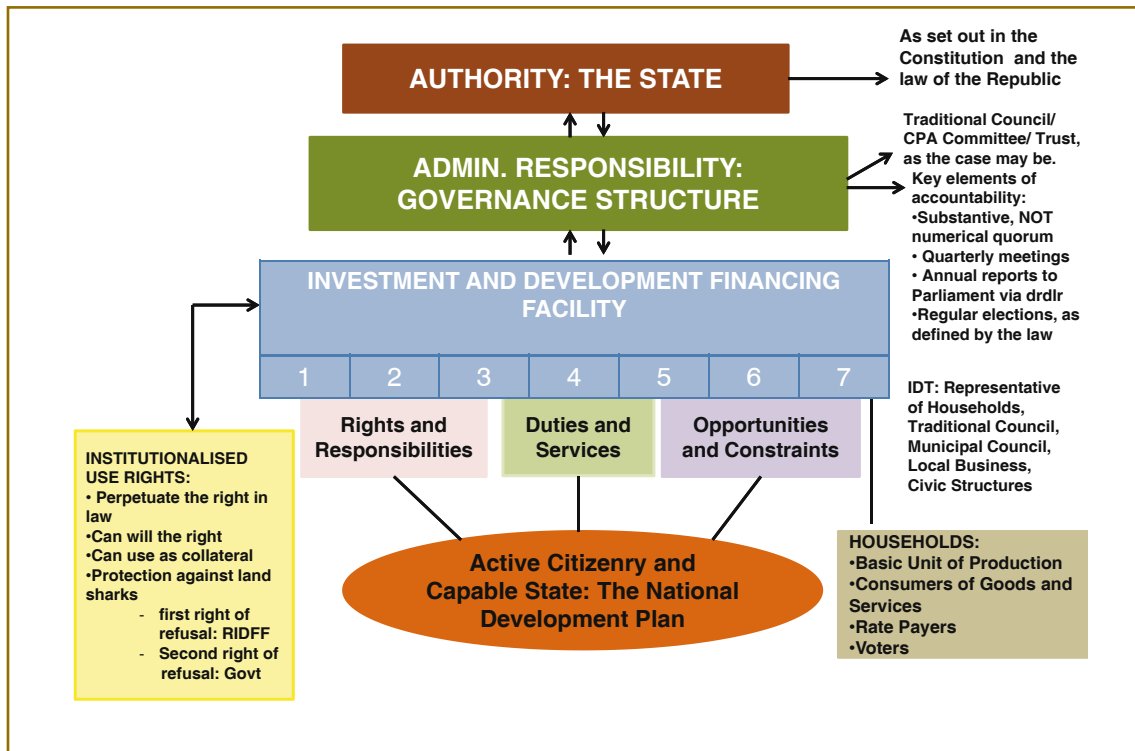 AUTHORITY: THE STATE
As set out in the
Constitution and the
law of the Republic
ADMIN. RESPONSIBILITY:
GOVERNANCE STRUCTURE
Traditional Council/
CPA Committee/ Trust,
as the case may be.
Key elements of
accountability:
•Substantive, NOT
numerical quorum
• Quarterly meetings
• Annual reports to
Parliament via drdlr
•Regular elections, as
defined by the law
INVESTMENT AND DEVELOPMENT FINANCING
FACILITY
1 2 3 4 5 6 7
IDT: Representative
of Households,
Traditional Council,
Municipal Council,
Local Business,
Civic Structures
Rights and
Responsibilities
Duties and
Services
Opportunities
and Constraints
INSTITUTIONALISED
USE RIGHTS:
• Perpetuate the right in
law
•Can will the right
•Can use as collateral
•Protection against land
sharks
- first right of
refusal: RIDFF
- Second right of
refusal: Govt
Active Citizenry and
Capable State: The National
Development Plan
HOUSEHOLDS:
•Basic Unit of Production
•Consumers of Goods and
Services
•Rate Payers
•Voters